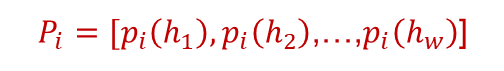 P_i = [p_i(h_1), p_i(h_2),…,p_i(h_w)]